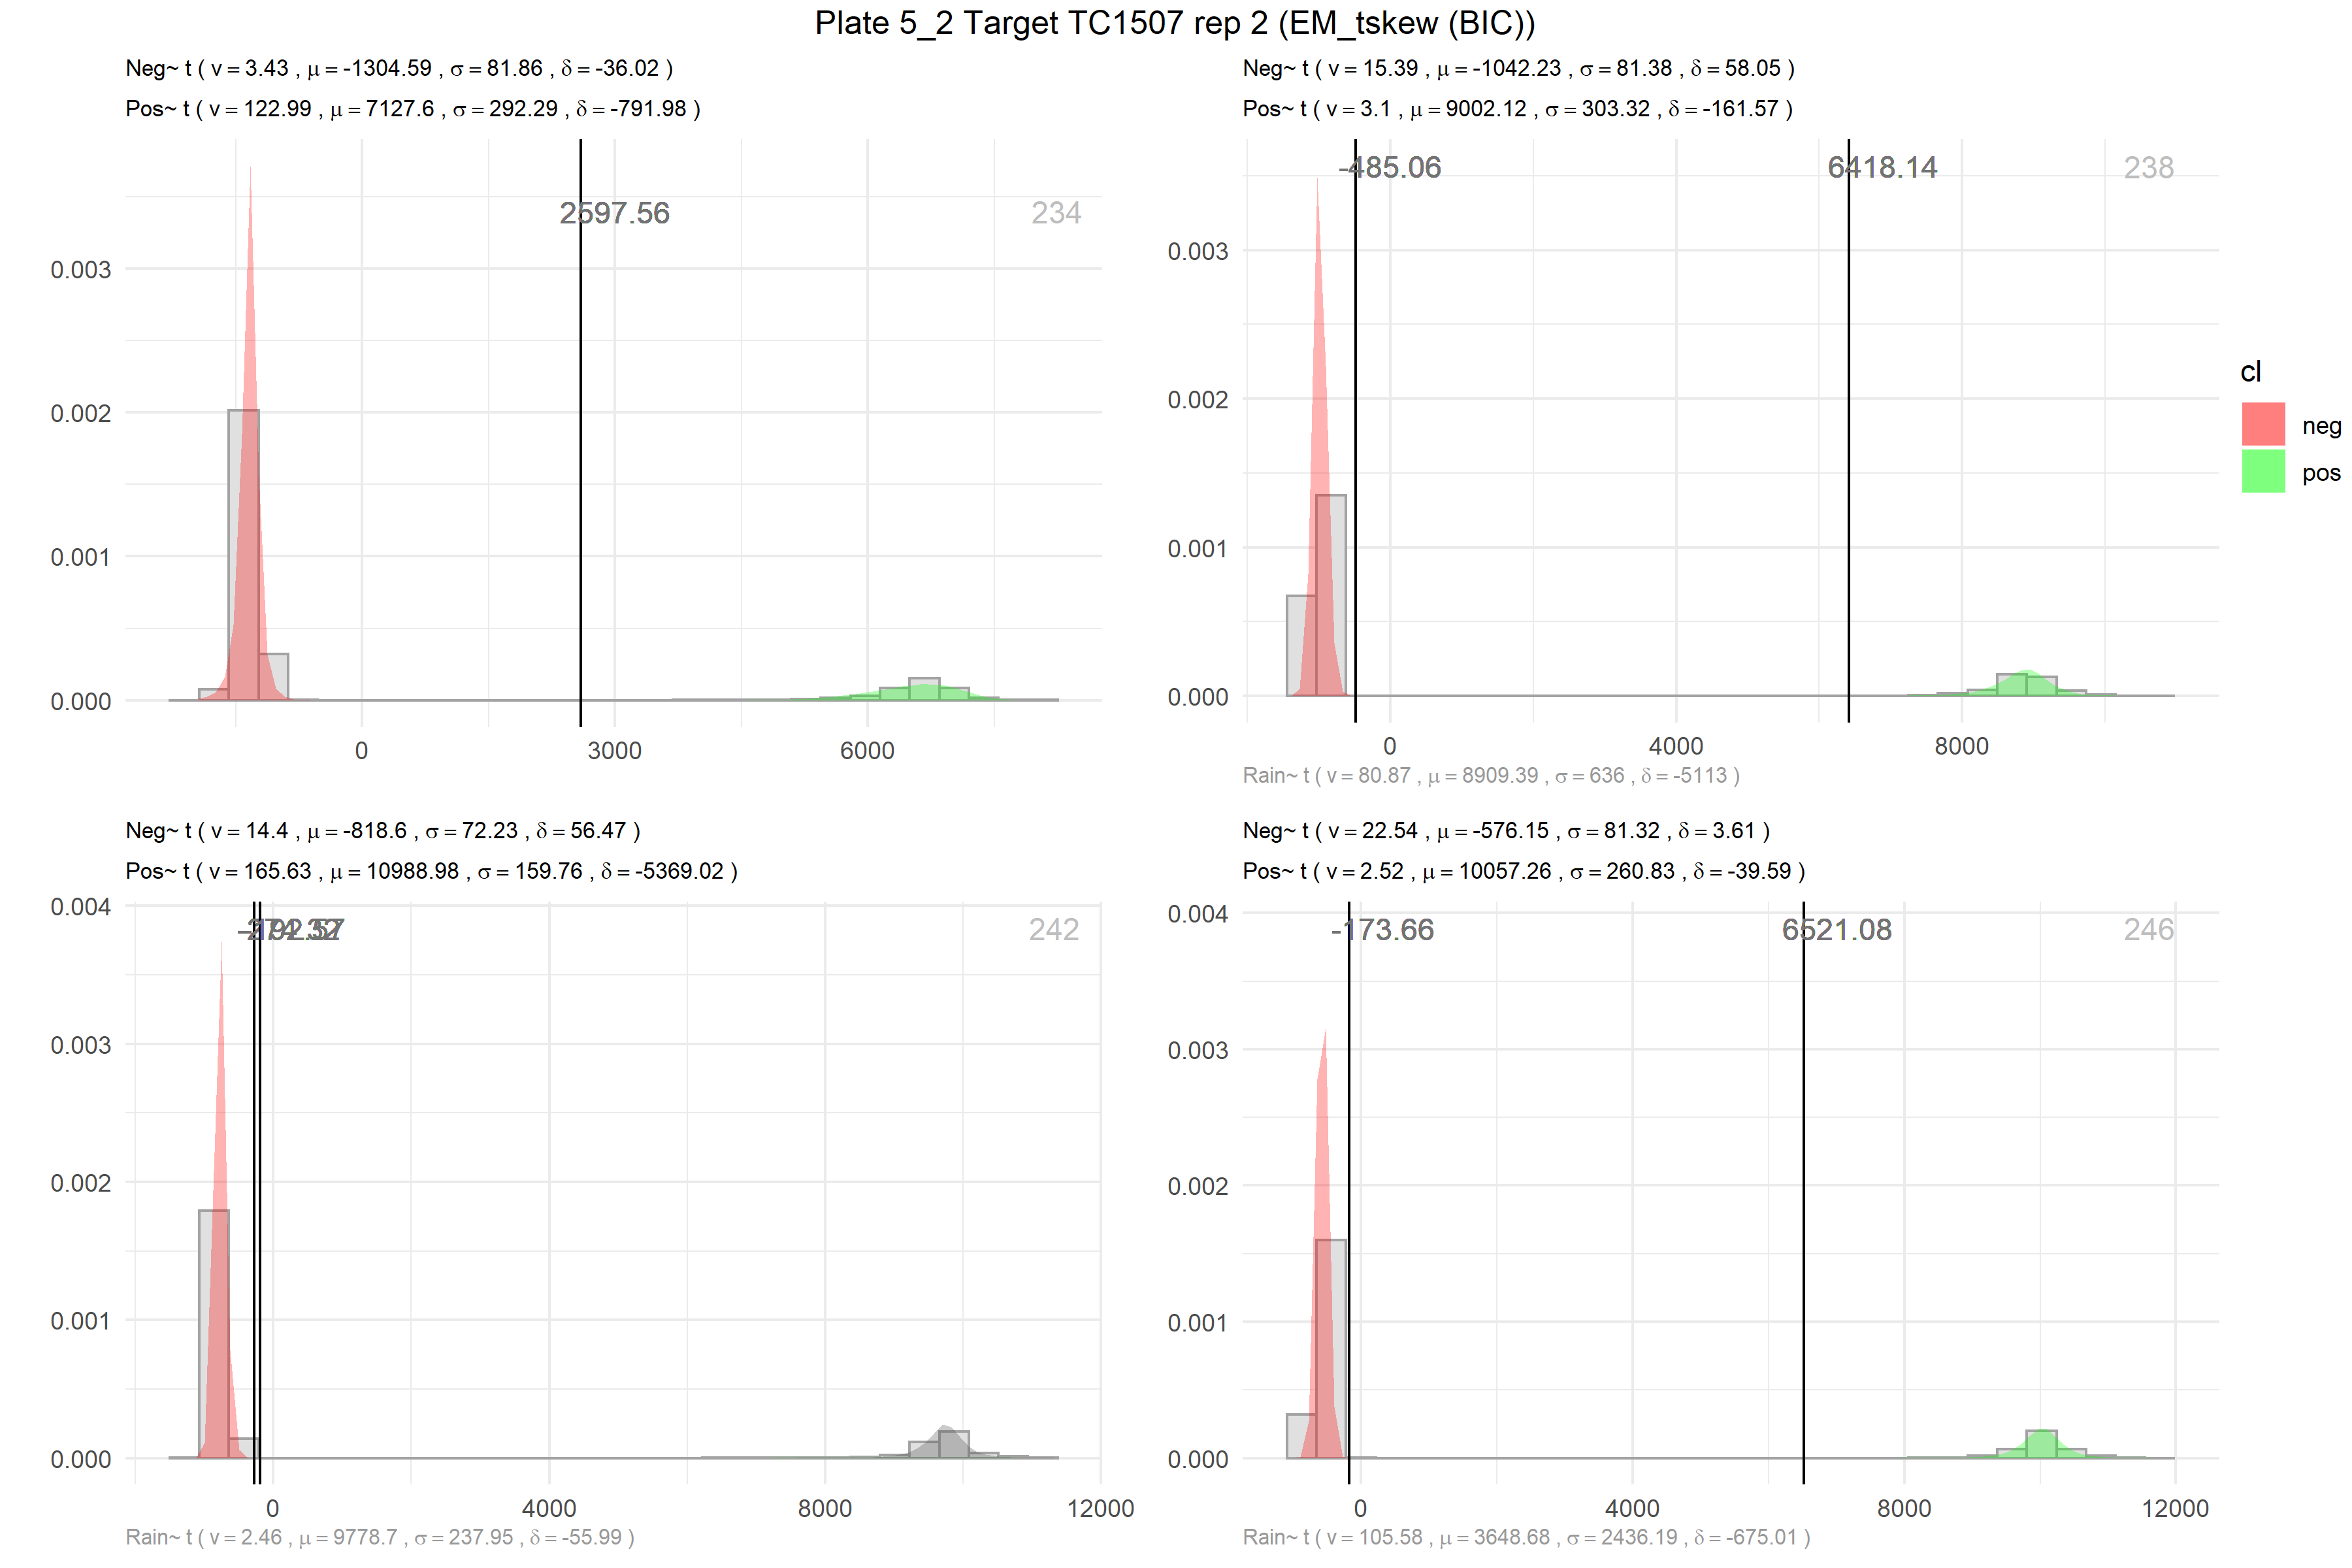 Plate 5_2 Target TC1507 rep 2 (EM_tskew (BIC))
Neg~ t ( v = 3.43 , μ = -1304.59 , σ = 81.86 , δ = -36.02 )
Pos~ t ( v = 122.99 , μ = 7127.6 , σ = 292.29 , δ = -791.98 )
2597.56
234
0.003
0.002
0.001
0.000
0 3000 6000
Neg~ t ( v = 15.39 , μ = -1042.23 , σ = 81.38 , δ = 58.05 )
Pos~ t ( v = 3.1 , μ = 9002.12 , σ = 303.32 , δ = -161.57 )
-485.06 6418.14 238
0.003
0.002
0.001
0.000
0 4000 8000
Rain~ t ( v = 80.87 , μ = 8909.39 , σ = 636 , δ = -5113 )
cl
neg
pos
Neg~ t ( v = 14.4 , μ = -818.6 , σ = 72.23 , δ = 56.47 )
Pos~ t ( v = 165.63 , μ = 10988.98 , σ = 159.76 , δ = -5369.02 )
242
0.004
0.003
0.002
0.001
0.000
0 4000 8000 12000
Rain~ t ( v = 2.46 , μ = 9778.7 , σ = 237.95 , δ = -55.99 )
Neg~ t ( v = 22.54 , μ = -576.15 , σ = 81.32 , δ = 3.61 )
Pos~ t ( v = 2.52 , μ = 10057.26 , σ = 260.83 , δ = -39.59 )
-173.66 6521.08 246
0.004
0.003
0.002
0.001
0.000
0 4000 8000 12000
Rain~ t ( v = 105.58 , μ = 3648.68 , σ = 2436.19 , δ = -675.01 )